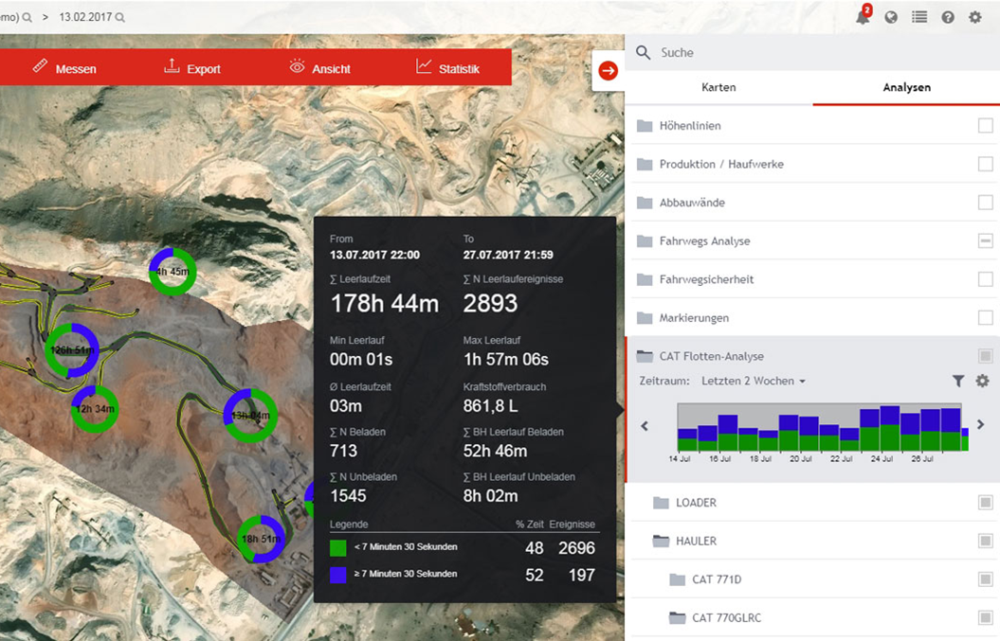 emo) > 13.02.2017
2
Messen Export Ansicht Statistik
Suche
Karten Analysen
Höhenlinien
Produktion / Haufwerke
Abbauwände
Fahrwegs Analyse
Fahrwegsicherheit
Markierungen
CAT Flotten-Analyse
Zeitraum: Letzten 2 Wochen
14 Jul 16 Jul 18 Jul 20 Jul 22 Jul 24 Jul 26 Jul
LOADER
HAULER
CAT 771D
CAT 770GLRC
4h 45m
126h 51m
12h 34m
13h 04m
18h 51m
From To
13.07.2017 22:00 27.07.2017 21:59
∑ Leerlaufzeit ∑ N Leerlaufereignisse
178h 44m 2893
Min Leerlauf Max Leerlauf
00m 01s 1h 57m 06s
Ø Leerlaufzeit Kraftstoffverbrauch
03m 861,8 L
∑ N Beladen ∑ BH Leerlauf Beladen
713 52h 46m
∑ N Unbeladen ∑ BH Leerlauf Unbeladen
1545 8h 02m
Legende % Zeit Ereignisse
< 7 Minuten 30 Sekunden 48 2696
≥ 7 Minuten 30 Sekunden 52 197